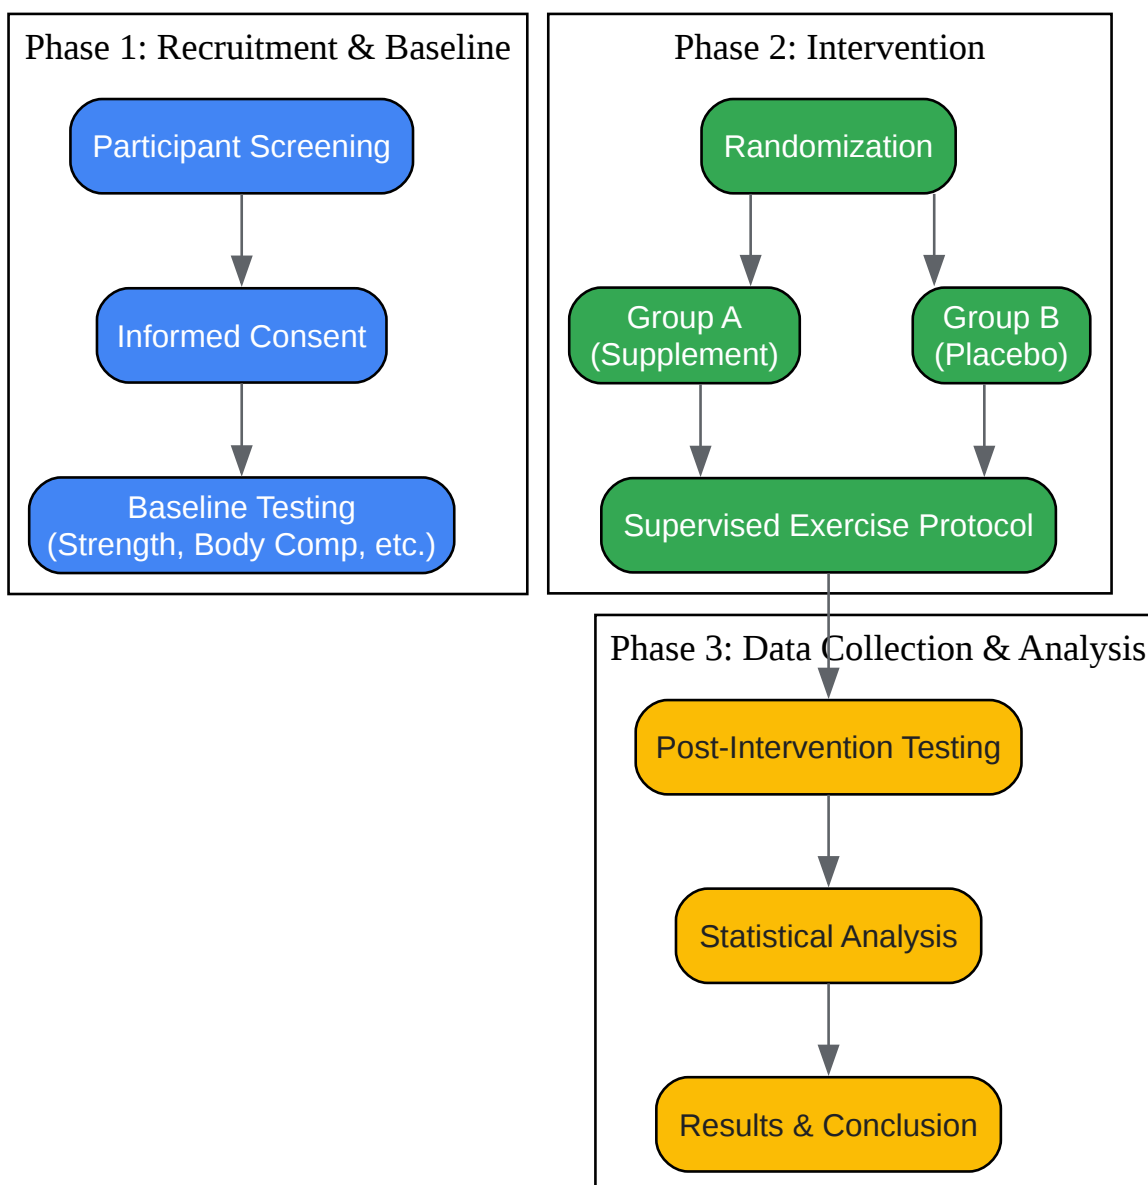 Phase 1: Recruitment & Baseline
Participant Screening
Informed Consent
Baseline Testing
(Strength, Body Comp, etc.)
Phase 2: Intervention
Randomization
Group A
(Supplement)
Group B
(Placebo)
Supervised Exercise Protocol
Phase 3: Data Collection & Analysis
Post-Intervention Testing
Statistical Analysis
Results & Conclusion